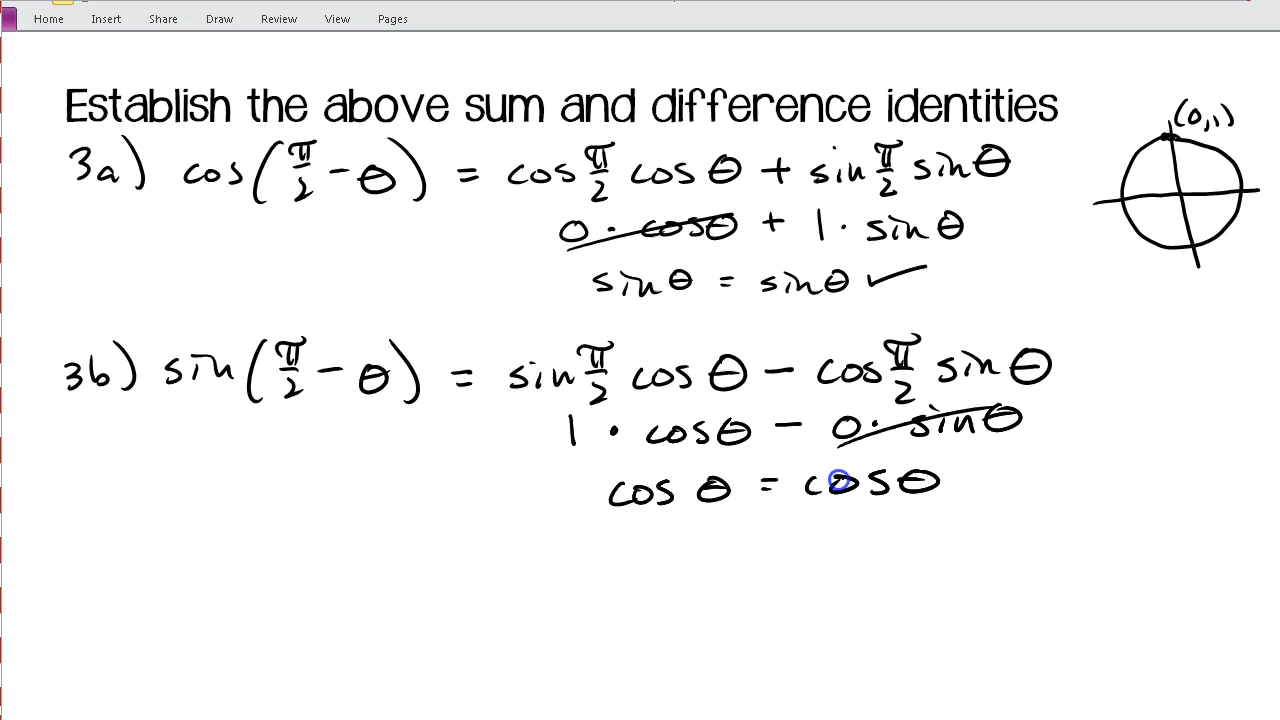 Home Insert Share Draw Review View Pages
Establish the above sum and difference identities
(0,1)
3a) cos(π/2 - θ) = cos π/2 cos θ + sin π/2 sin θ
0 · cos θ + 1 · sin θ
sin θ = sin θ ✓
3b) sin(π/2 - θ) = sin π/2 cos θ - cos π/2 sin θ
1 · cos θ - 0 · sin θ
cos θ = cos θ